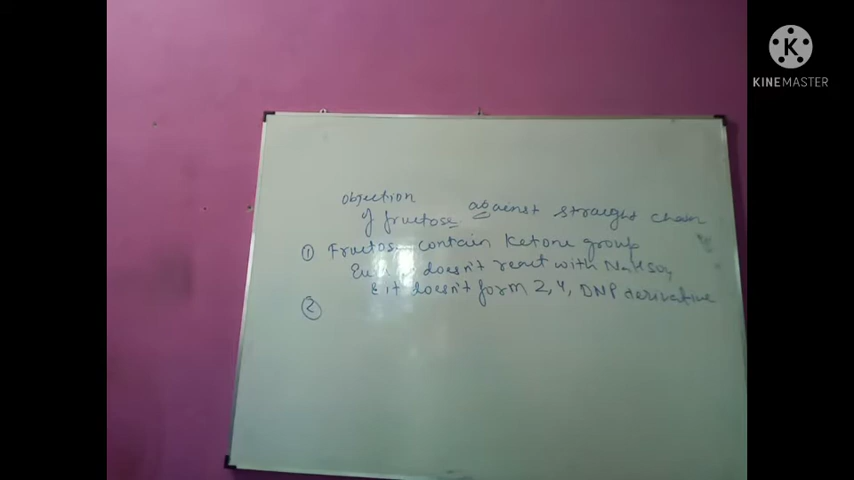 objection against straight chain
of fructose
① Fructose contain Ketone group
doesn't react with NaHSO3
& it doesn't form 2,4, DNP derivative
②
K
KINEMASTER